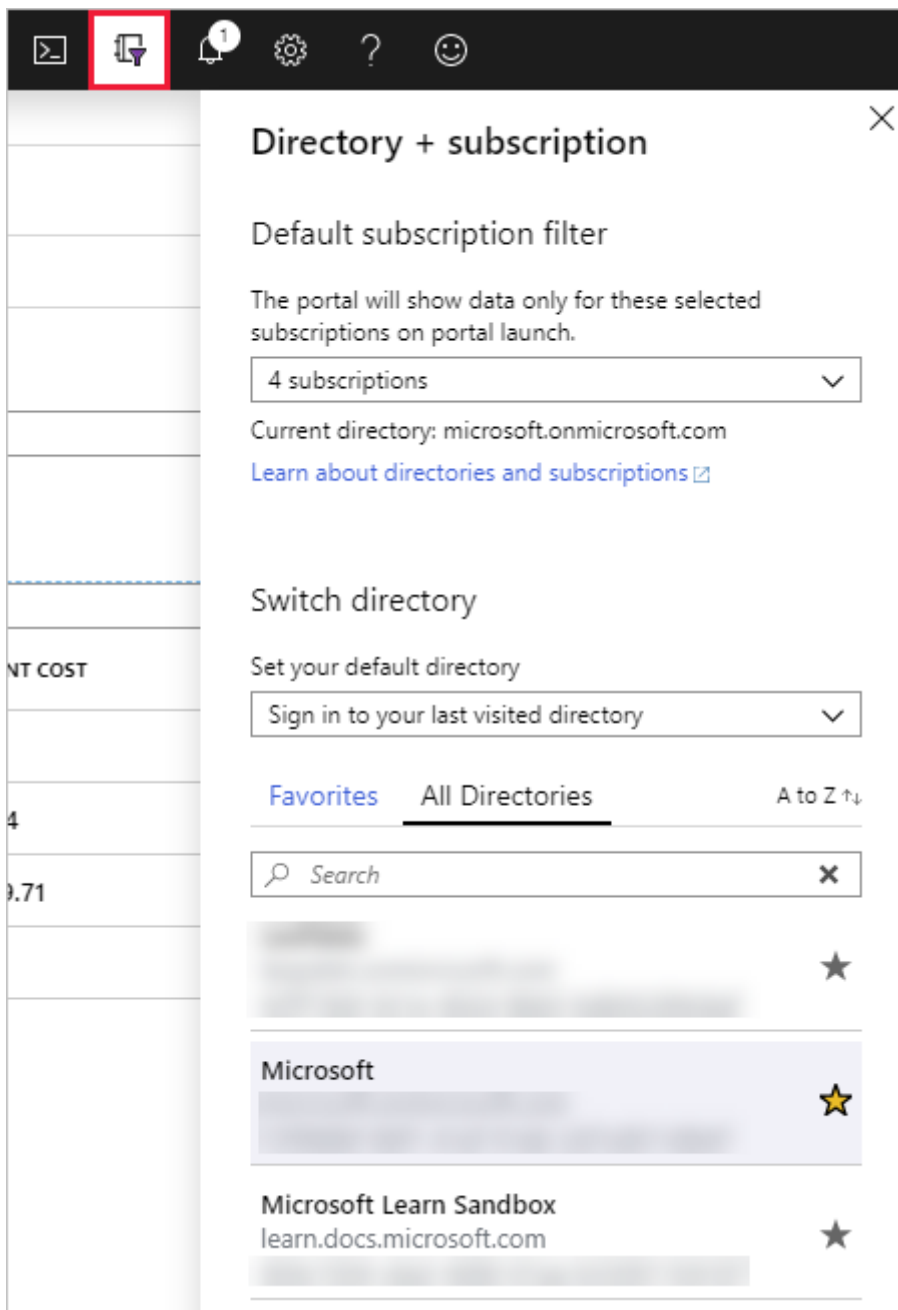 1
Directory + subscription
Default subscription filter
The portal will show data only for these selected
subscriptions on portal launch.
4 subscriptions
Current directory: microsoft.onmicrosoft.com
Learn about directories and subscriptions
Switch directory
NT COST
Set your default directory
Sign in to your last visited directory
Favorites All Directories A to Z
4
Search
9.71
Microsoft
Microsoft Learn Sandbox
learn.docs.microsoft.com